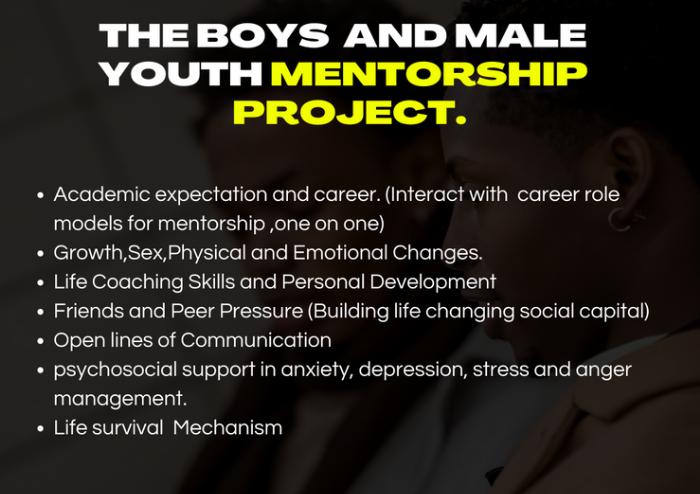 THE BOYS AND MALE
YOUTH MENTORSHIP
PROJECT.
• Academic expectation and career. (Interact with career role
models for mentorship ,one on one)
• Growth,Sex,Physical and Emotional Changes.
• Life Coaching Skills and Personal Development
• Friends and Peer Pressure (Building life changing social capital)
• Open lines of Communication
• psychosocial support in anxiety, depression, stress and anger
management.
• Life survival Mechanism